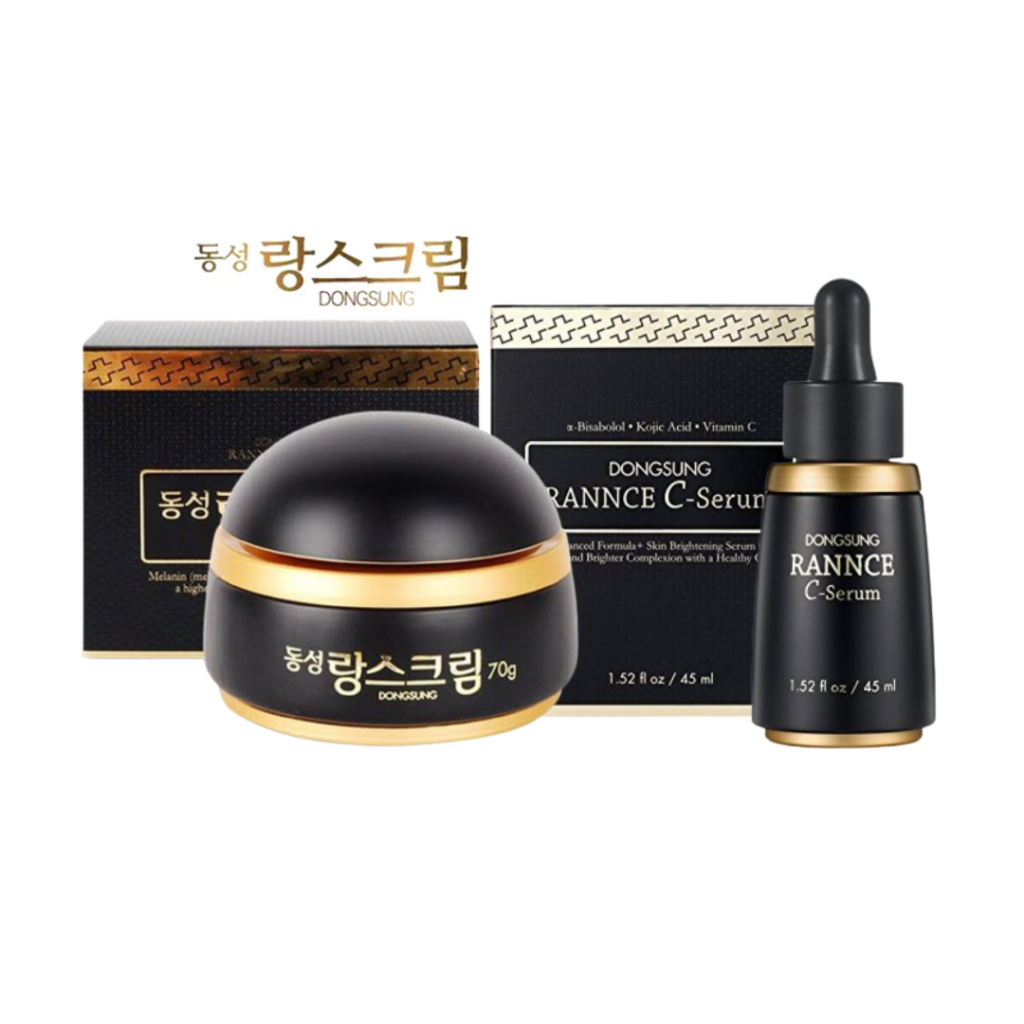 동성 랑스크림
DONGSUNG
동성
Melanin
a
동성 랑스크림 70g
DONGSUNG
α-Bisabolol • Kojic Acid • Vitamin C
DONGSUNG
RANNCE C-Serum
Formula+ Skin Brightening Serum
and Brighter Complexion with a Healthy
1.52 fl oz / 45 ml
DONGSUNG
RANNCE
C-Serum
1.52 fl oz / 45 ml